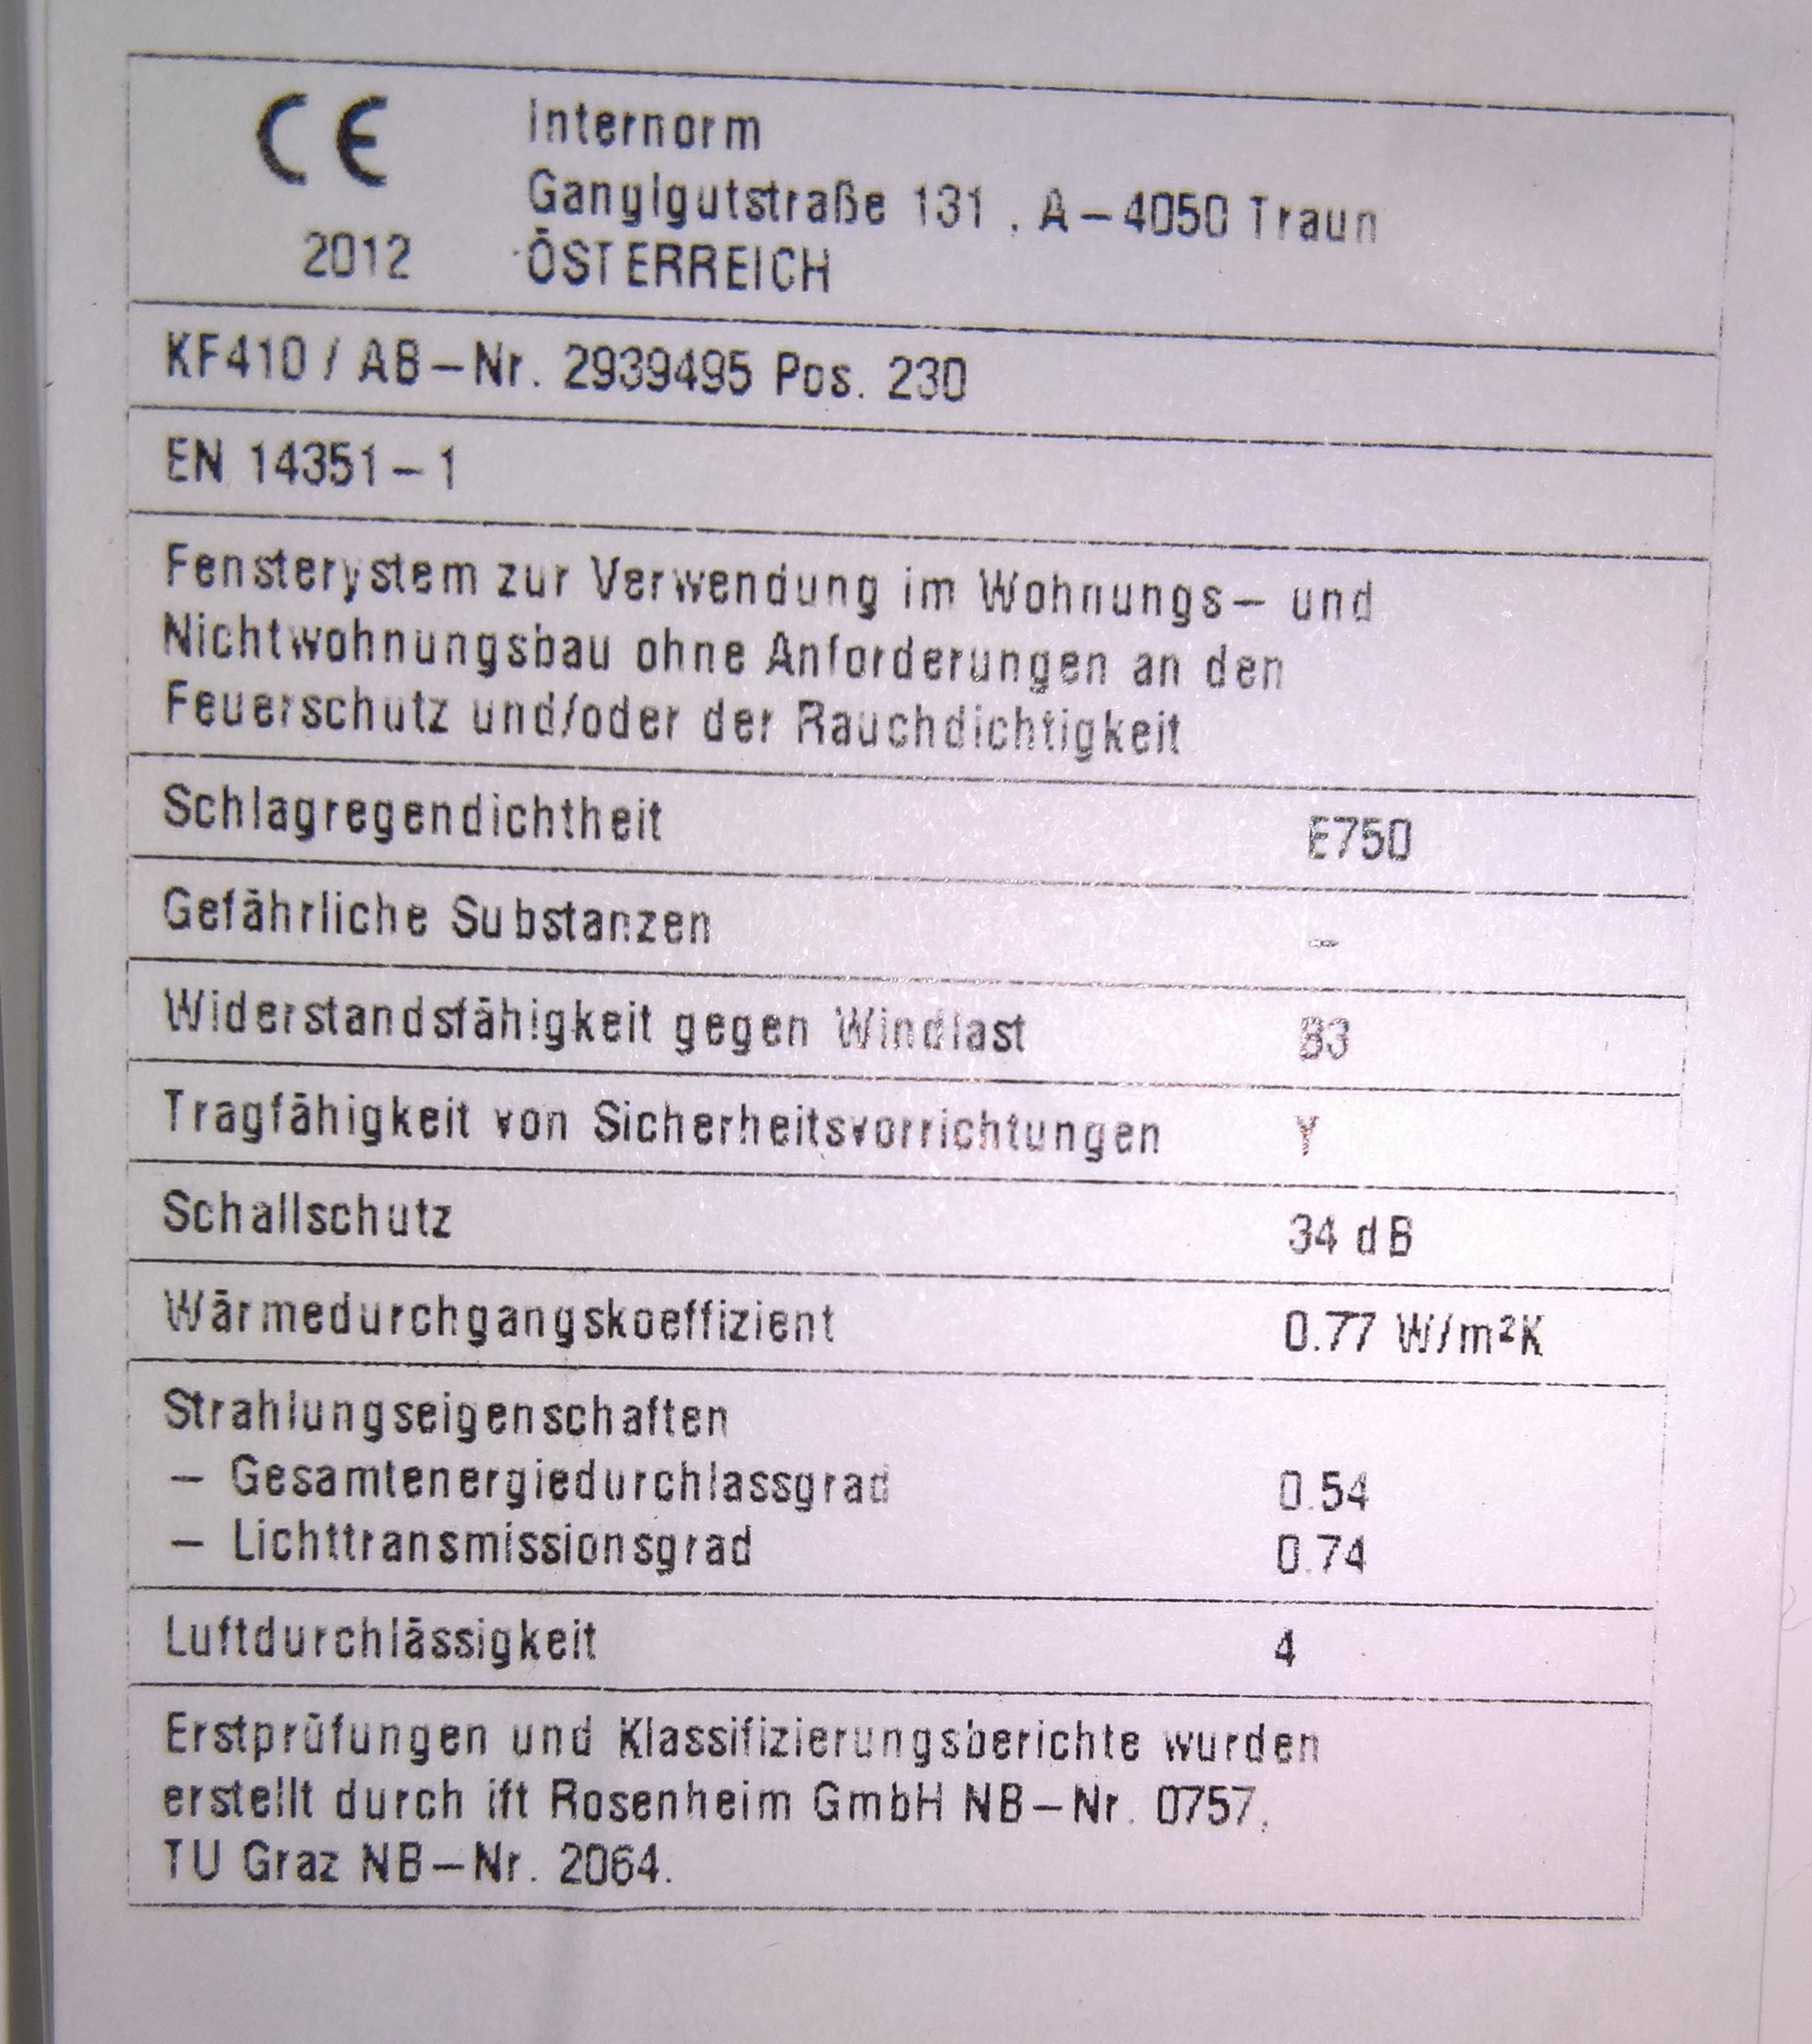 CE
2012
Internorm
Ganglgutstraße 131 . A-4050 Traun
ÖSTERREICH
KF410 / AB-Nr. 2939495 Pos. 230
EN 14351-1
Fensterystem zur Verwendung im Wohnungs- und
Nichtwohnungsbau ohne Anforderungen an den
Feuerschutz und/oder der Rauchdichtigkeit
Schlagregendichtheit E750
Gefährliche Substanzen -
Widerstandsfähigkeit gegen Windlast B3
Tragfähigkeit von Sicherheitsvorrichtungen Y
Schallschutz 34 dB
Wärmedurchgangskoeffizient 0.77 W/m²K
Strahlungseigenschaften
- Gesamtenergiedurchlassgrad 0.54
- Lichttransmissionsgrad 0.74
Luftdurchlässigkeit 4
Erstprüfungen und Klassifizierungsberichte wurden
erstellt durch ift Rosenheim GmbH NB-Nr. 0757,
TU Graz NB-Nr. 2064.